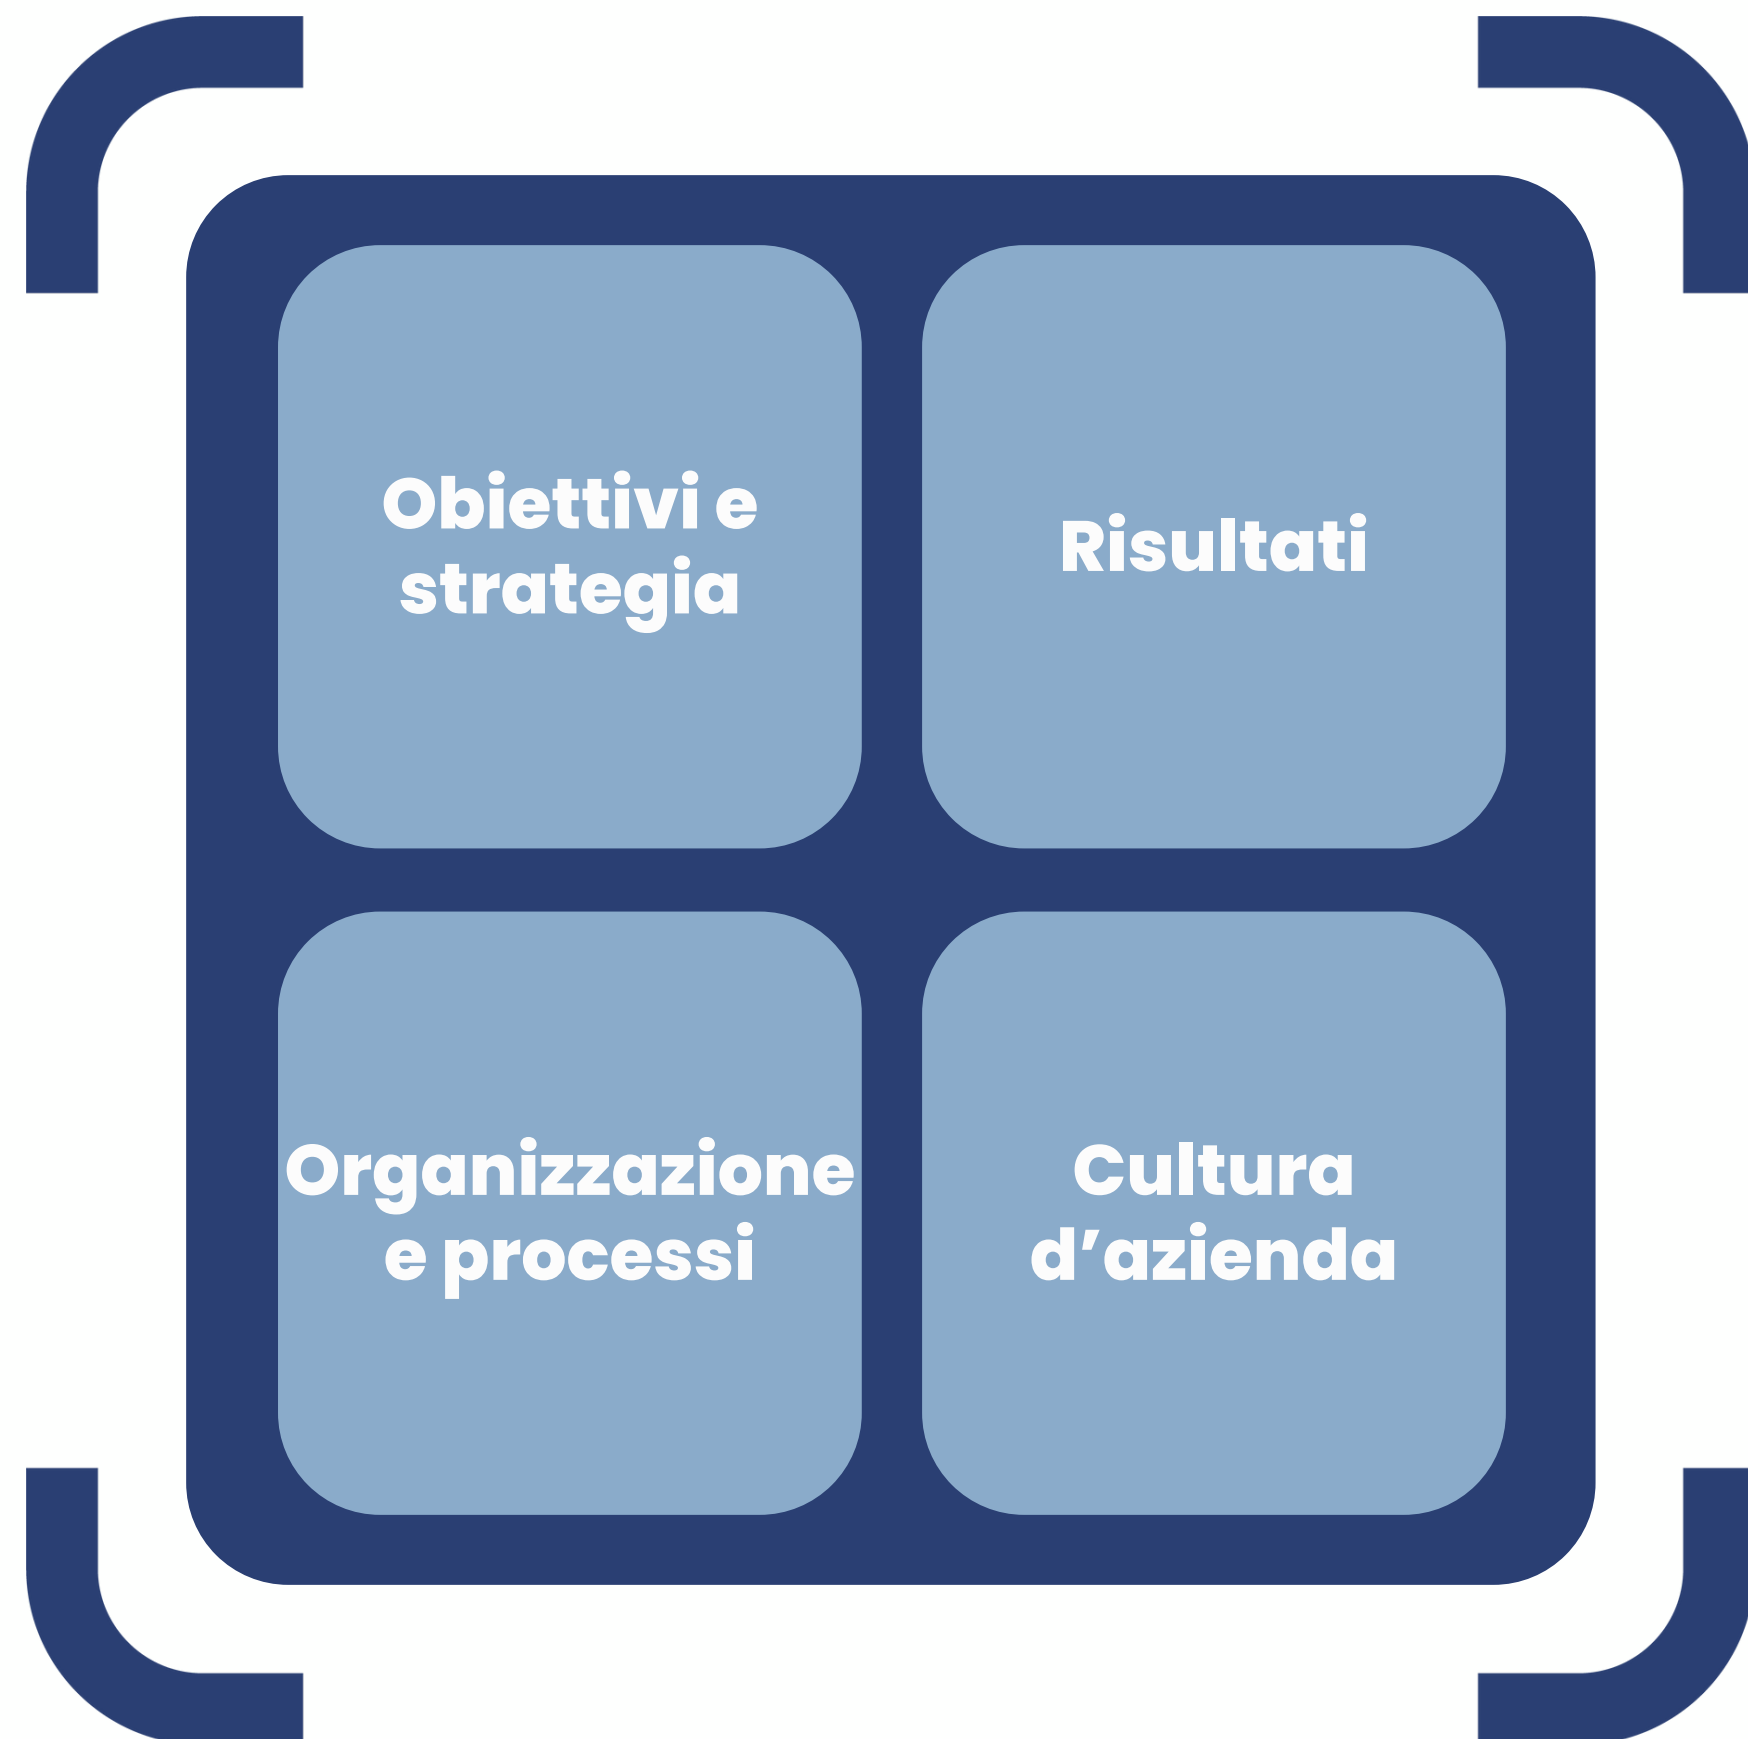 Obiettivi e
strategia
Risultati
Organizzazione
e processi
Cultura
d’azienda